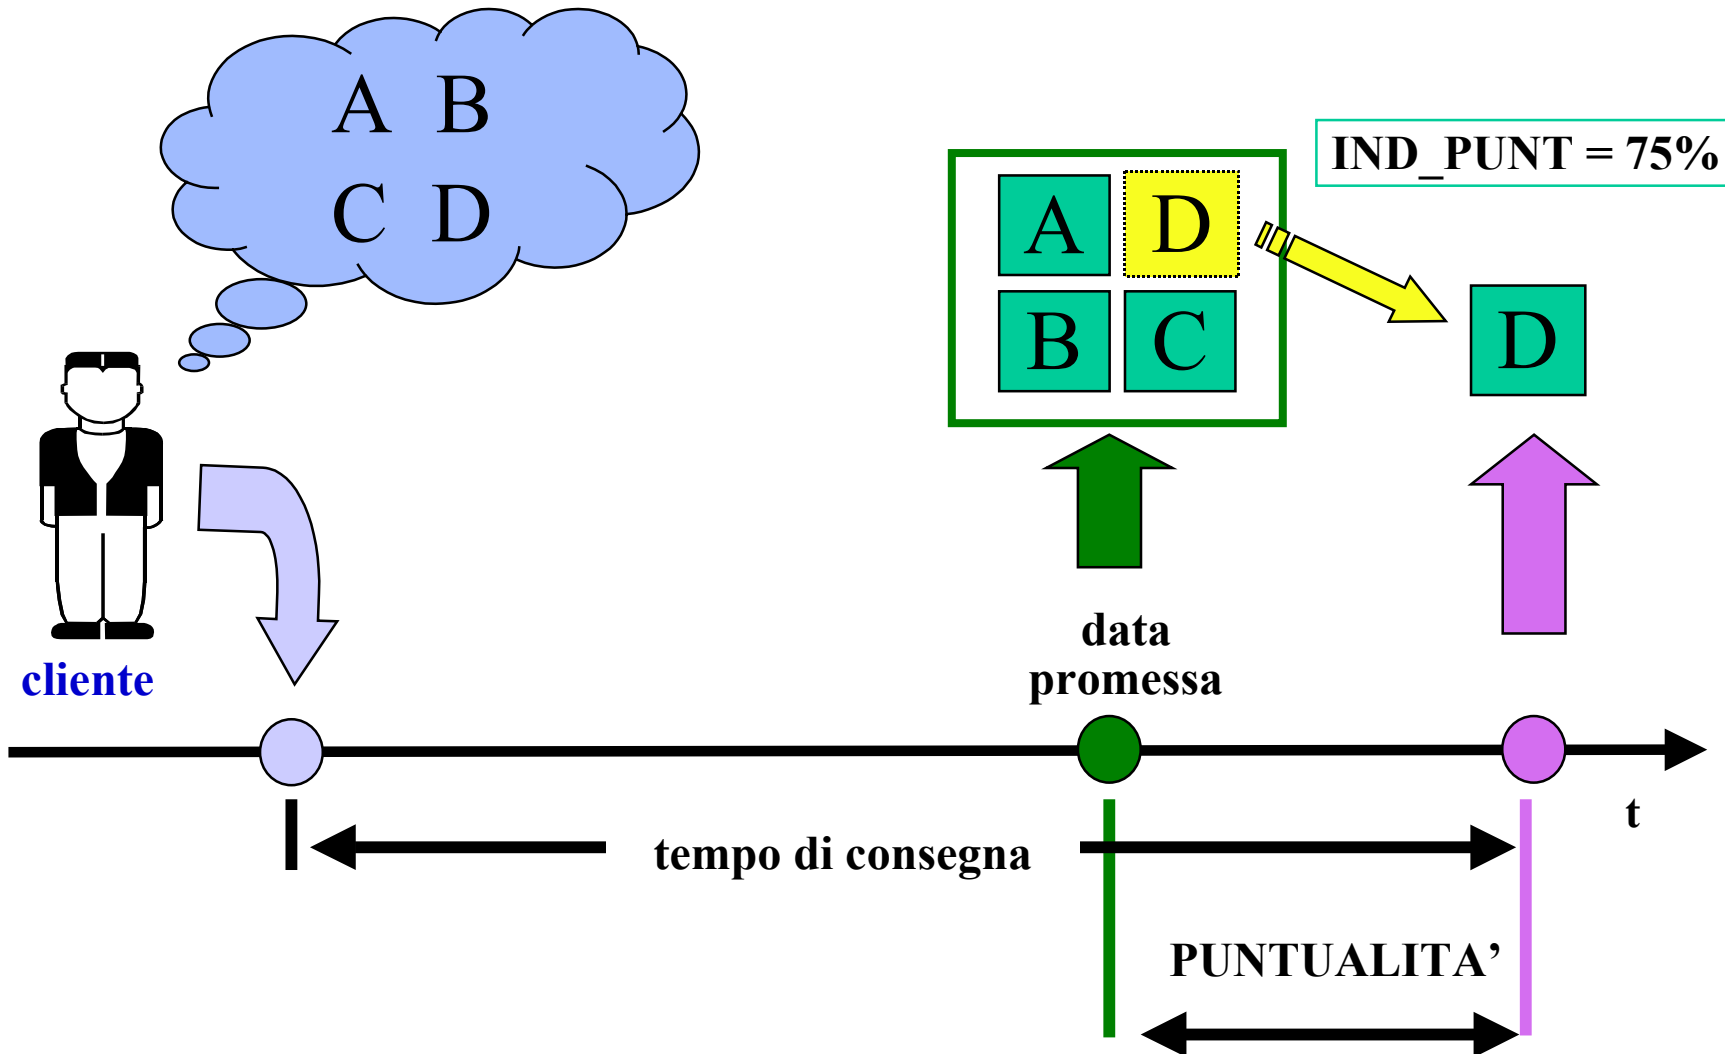 A B
C D
IND_PUNT = 75%
A D
B C
D
cliente
data
promessa
t
tempo di consegna
PUNTUALITA’